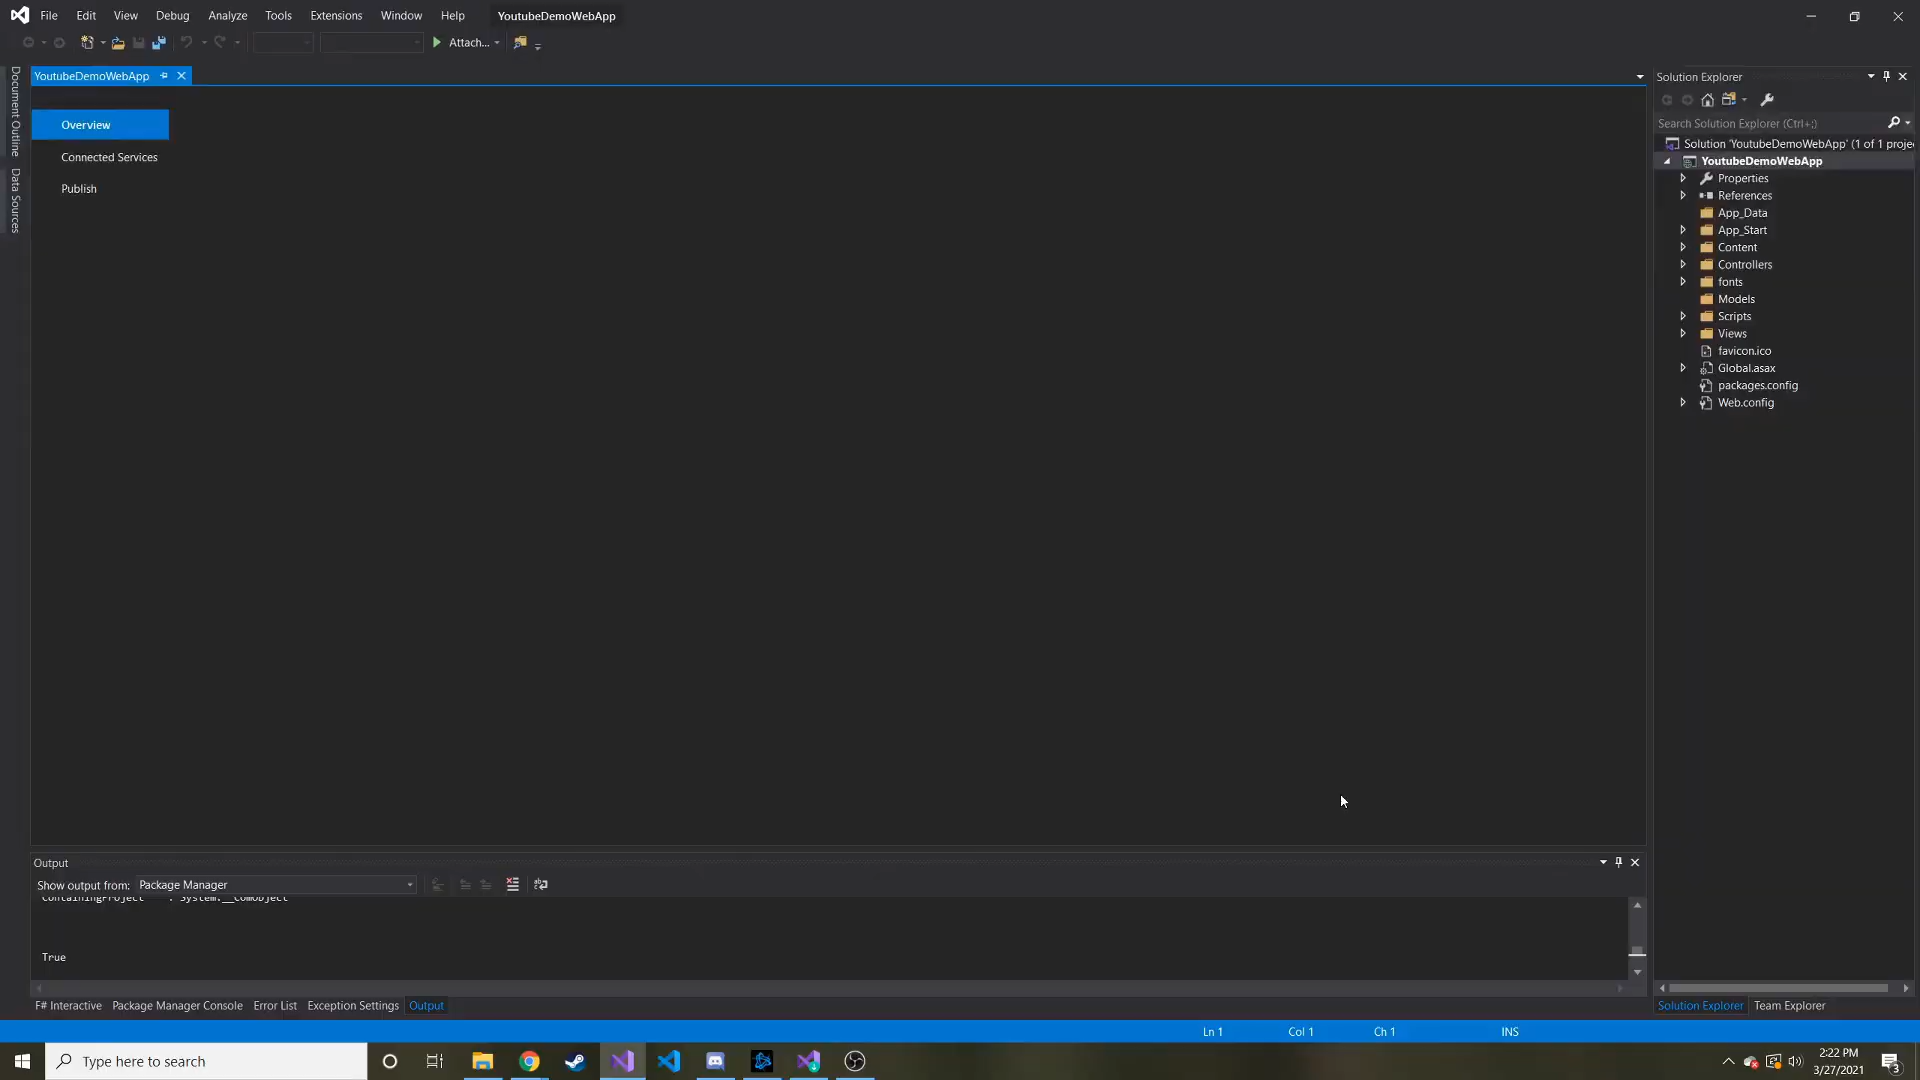 File Edit View Debug Analyze Tools Extensions Window Help YoutubeDemoWebApp
Attach...
Document Outline
Data Sources
YoutubeDemoWebApp
Overview
Connected Services
Publish
Solution Explorer
Search Solution Explorer (Ctrl+;)
Solution 'YoutubeDemoWebApp' (1 of 1 proje
YoutubeDemoWebApp
Properties
References
App_Data
App_Start
Content
Controllers
fonts
Models
Scripts
Views
favicon.ico
Global.asax
packages.config
Web.config
Output
Show output from: Package Manager
ContainingProject : System.__ComObject
True
F# Interactive Package Manager Console Error List Exception Settings Output
Solution Explorer Team Explorer
Ln 1 Col 1 Ch 1 INS
Type here to search
2:22 PM
3/27/2021
3